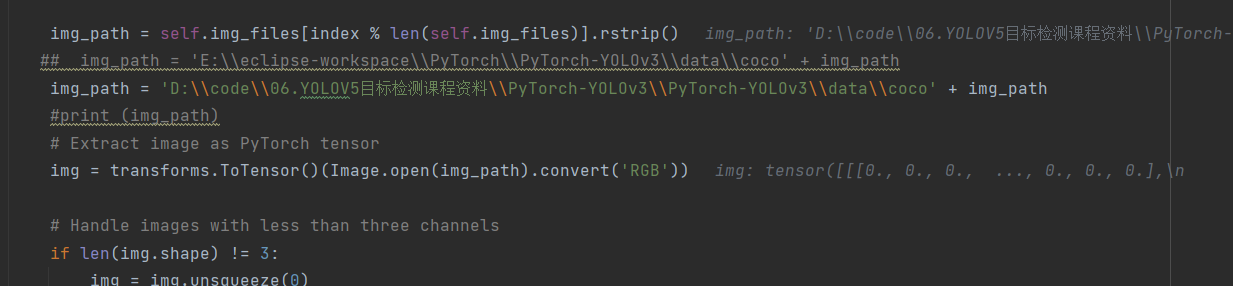 img_path = self.img_files[index % len(self.img_files)].rstrip()   img_path: 'D:\\code\\06.YOLOV5目标检测课程资料\\PyTorch-
##  img_path = 'E:\\eclipse-workspace\\PyTorch\\PyTorch-YOLOv3\\data\\coco' + img_path
img_path = 'D:\\code\\06.YOLOV5目标检测课程资料\\PyTorch-YOLOv3\\PyTorch-YOLOv3\\data\\coco' + img_path
#print (img_path)
# Extract image as PyTorch tensor
img = transforms.ToTensor()(Image.open(img_path).convert('RGB'))   img: tensor([[[0., 0., 0.,  ..., 0., 0., 0.],\n
# Handle images with less than three channels
if len(img.shape) != 3:
img = img.unsqueeze(0)